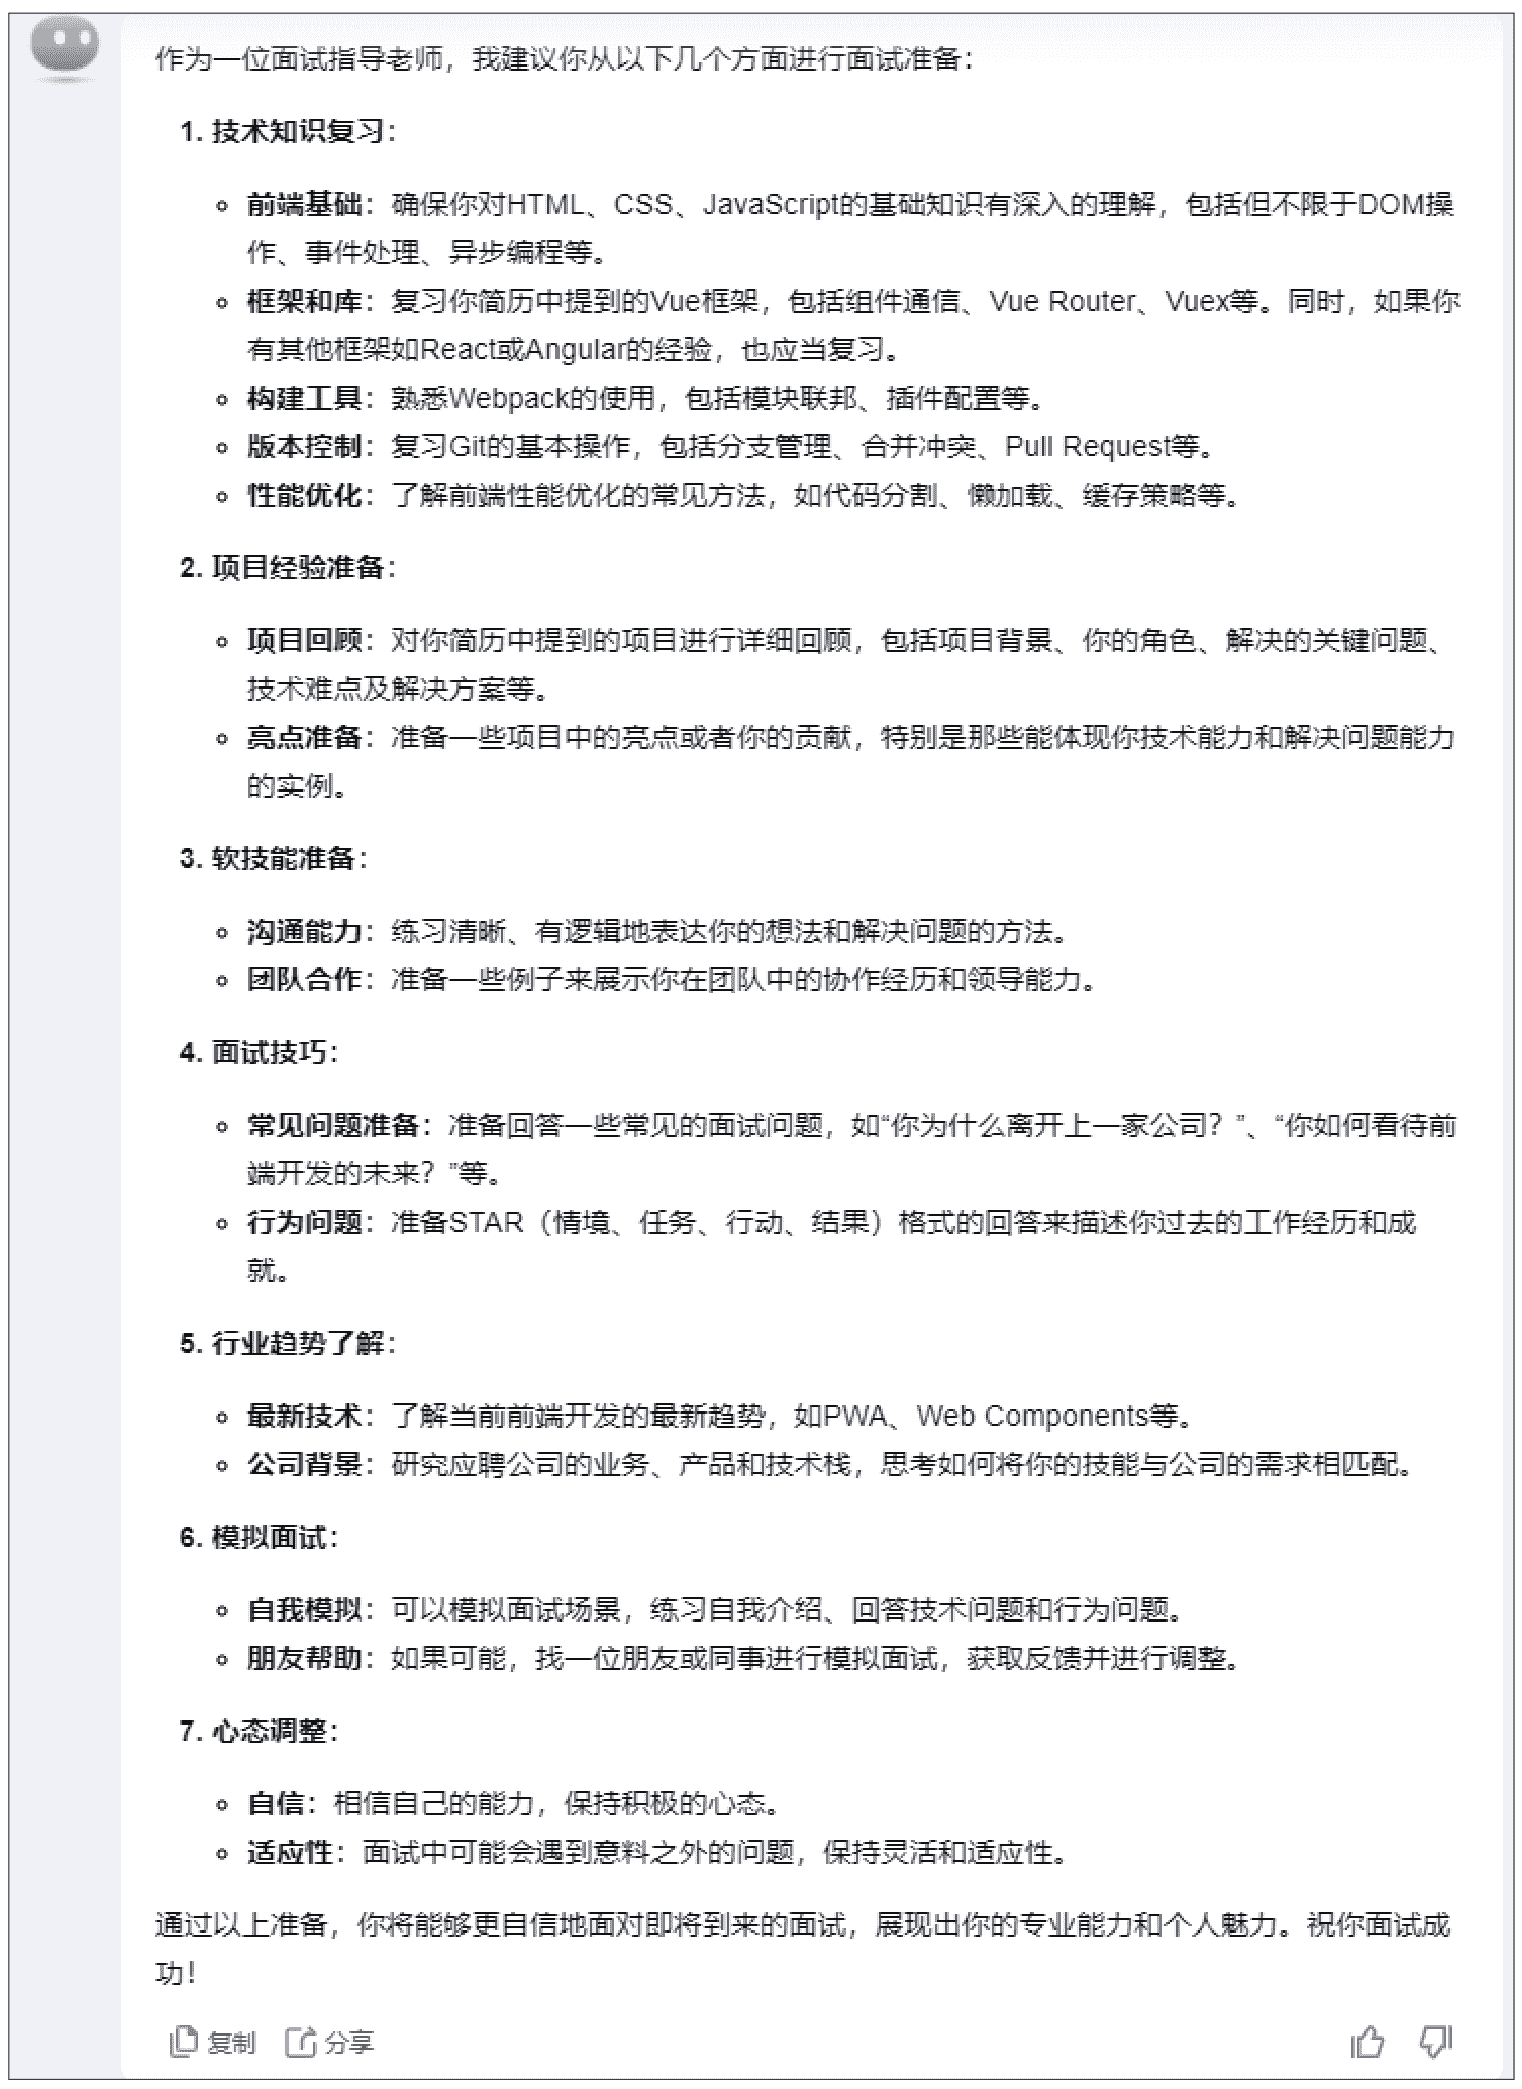 作为一位面试指导老师，我建议你从以下几个方面进行面试准备：
1. 技术知识复习：
前端基础：确保你对HTML、CSS、JavaScript的基础知识有深入的理解，包括但不限于DOM操
作、事件处理、异步编程等。
框架和库：复习你简历中提到的Vue框架，包括组件通信、Vue Router、Vuex等。同时，如果你
有其他框架如React或Angular的经验，也应当复习。
构建工具：熟悉Webpack的使用，包括模块联邦、插件配置等。
版本控制：复习Git的基本操作，包括分支管理、合并冲突、Pull Request等。
性能优化：了解前端性能优化的常见方法，如代码分割、懒加载、缓存策略等。
2. 项目经验准备：
项目回顾：对你简历中提到的项目进行详细回顾，包括项目背景、你的角色、解决的关键问题、
技术难点及解决方案等。
亮点准备：准备一些项目中的亮点或者你的贡献，特别是那些能体现你技术能力和解决问题能力
的实例。
3. 软技能准备：
沟通能力：练习清晰、有逻辑地表达你的想法和解决问题的方法。
团队合作：准备一些例子来展示你在团队中的协作经历和领导能力。
4. 面试技巧：
常见问题准备：准备回答一些常见的面试问题，如“你为什么离开上一家公司？”、“你如何看待前
端开发的未来？”等。
行为问题：准备STAR（情境、任务、行动、结果）格式的回答来描述你过去的工作经历和成
就。
5. 行业趋势了解：
最新技术：了解当前前端开发的最新趋势，如PWA、Web Components等。
公司背景：研究应聘公司的业务、产品和技术栈，思考如何将你的技能与公司的需求相匹配。
6. 模拟面试：
自我模拟：可以模拟面试场景，练习自我介绍、回答技术问题和行为问题。
朋友帮助：如果可能，找一位朋友或同事进行模拟面试，获取反馈并进行调整。
7. 心态调整：
自信：相信自己的能力，保持积极的心态。
适应性：面试中可能会遇到意料之外的问题，保持灵活和适应性。
通过以上准备，你将能够更自信地面对即将到来的面试，展现出你的专业能力和个人魅力。祝你面试成
功！
复制 分享